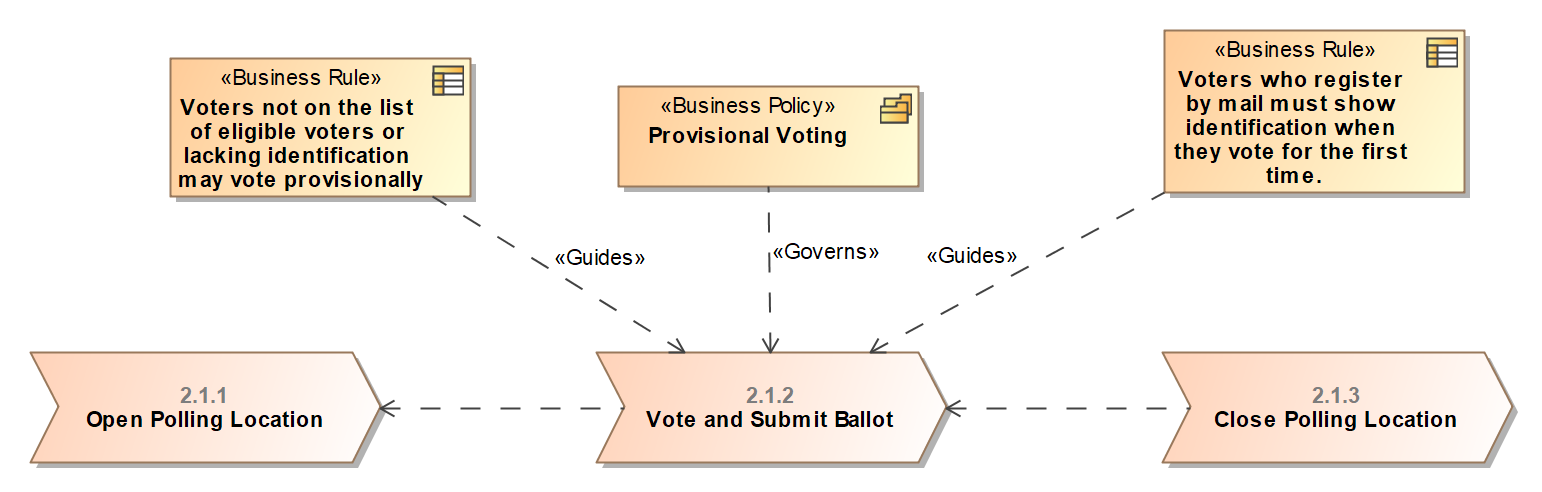 «Business Rule»
Voters not on the list
of eligible voters or
lacking identification
may vote provisionally
«Business Policy»
Provisional Voting
«Business Rule»
Voters who register
by mail must show
identification when
they vote for the first
time.
«Guides»
«Governs»
«Guides»
2.1.1
Open Polling Location
2.1.2
Vote and Submit Ballot
2.1.3
Close Polling Location